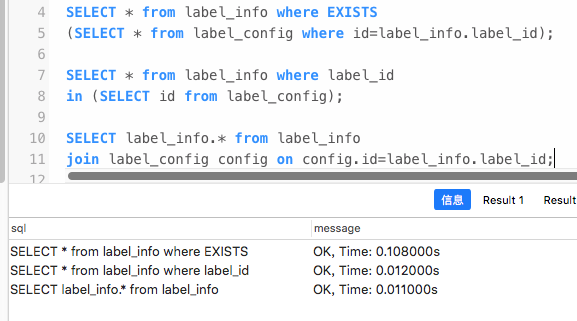 4 SELECT * from label_info where EXISTS
5 (SELECT * from label_config where id=label_info.label_id);
6
7 SELECT * from label_info where label_id
8 in (SELECT id from label_config);
9
10 SELECT label_info.* from label_info
11 join label_config config on config.id=label_info.label_id;
12
信息 Result 1 Result
sql message
SELECT * from label_info where EXISTS OK, Time: 0.108000s
SELECT * from label_info where label_id OK, Time: 0.012000s
SELECT label_info.* from label_info OK, Time: 0.011000s